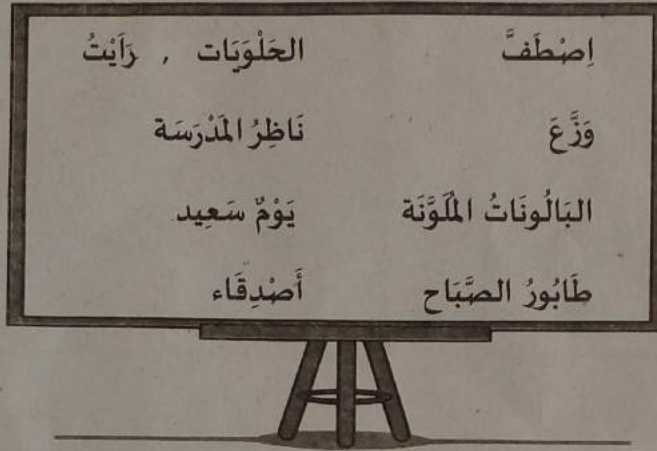 اِصْطَفَّ الحَلْوَيَات , رَأَيْتُ
وَزَّعَ نَاظِرُ المَدْرَسَة
البَالُونَاتُ المُلَوَّنَة يَوْمٌ سَعِيد
طَابُورُ الصَّبَاح أَصْدِقَاء